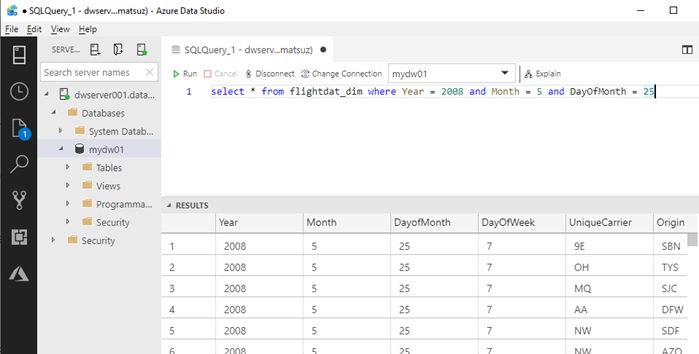 ● SQLQuery_1 - dwserv...matsuz) - Azure Data Studio
File Edit View Help
SERVE...
SQLQuery_1 - dwserv...matsuz) ●
Search server names
Run Cancel Disconnect Change Connection mydw01 Explain
1 select * from flightdat_dim where Year = 2008 and Month = 5 and DayOfMonth = 25
dwserver001.data...
Databases
System Datab...
mydw01
Tables
Views
Programma...
Security
Security
1
RESULTS
Year Month DayofMonth DayOfWeek UniqueCarrier Origin
1 2008 5 25 7 9E SBN
2 2008 5 25 7 OH TYS
3 2008 5 25 7 MQ SJC
4 2008 5 25 7 AA DFW
5 2008 5 25 7 NW SDF
6 2008 5 25 7 NW AZO